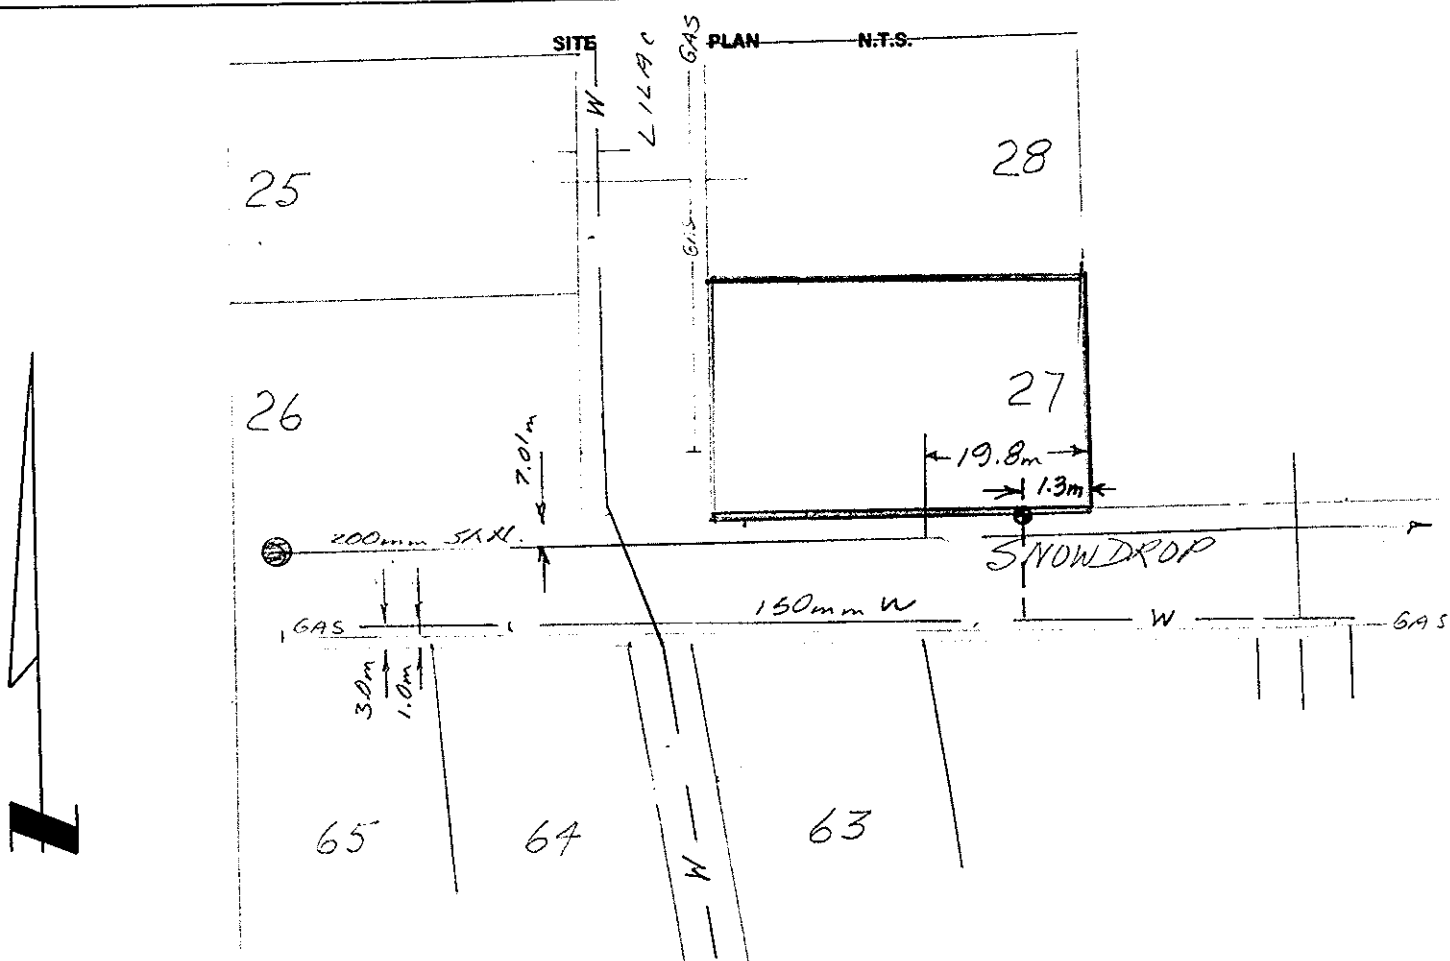 SITE PLAN N.T.S.
W
LILAC
GAS
25
28
GAS
26
27
7.01m
19.8m
1.3m
200mm SAN.
SNOWDROP
150mm W
GAS
W
GAS
3.0m
1.0m
65
64
63
W